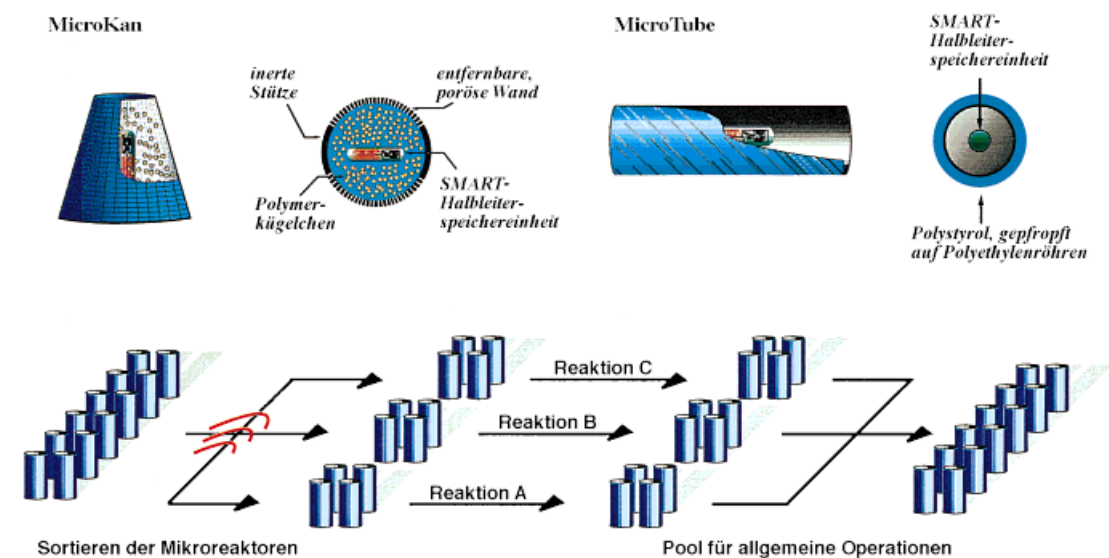 MicroKan
inerte
Stütze
entfernbare,
poröse Wand
Polymer-
kügelchen
SMART-
Halbleiter-
speichereinheit
MicroTube
SMART-
Halbleiter-
speichereinheit
Polystyrol, gepfropft
auf Polyethylenröhren
Reaktion C
Reaktion B
Reaktion A
Sortieren der Mikroreaktoren
Pool für allgemeine Operationen